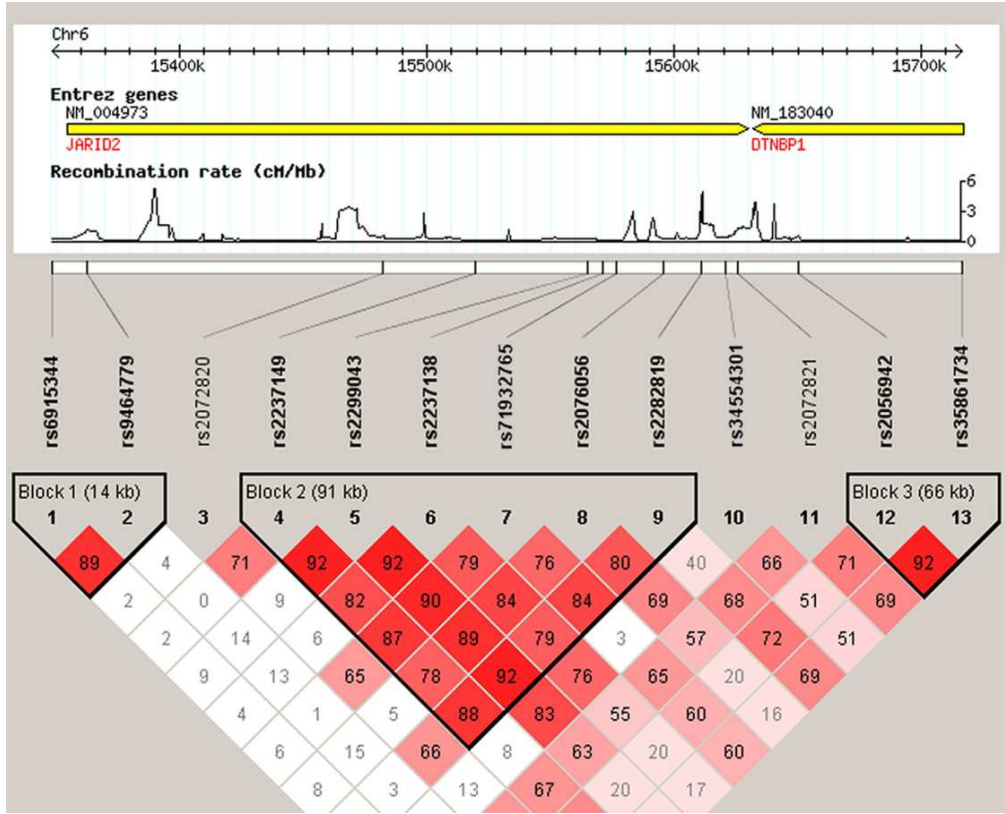 Chr6
15400k 15500k 15600k 15700k
Entrez genes
NM_004973 NM_183040
JARID2 DTNBP1
Recombination rate (cM/Mb)
6
3
0
rs6915344 rs9464779 rs2072820 rs2237149 rs2299043 rs2237138 rs71932765 rs2076056 rs2282819 rs34554301 rs2072821 rs2056942 rs35861734
Block 1 (14 kb) Block 2 (91 kb) Block 3 (66 kb)
1 2 3 4 5 6 7 8 9 10 11 12 13
89 4 71 92 92 79 76 80 40 66 71 92
2 0 9 82 90 84 84 69 68 51 69
2 14 6 87 89 79 3 57 72 51
9 13 65 78 92 76 65 20 69
4 1 5 88 83 55 60 16
6 15 66 8 63 20 60
8 3 13 67 20 17